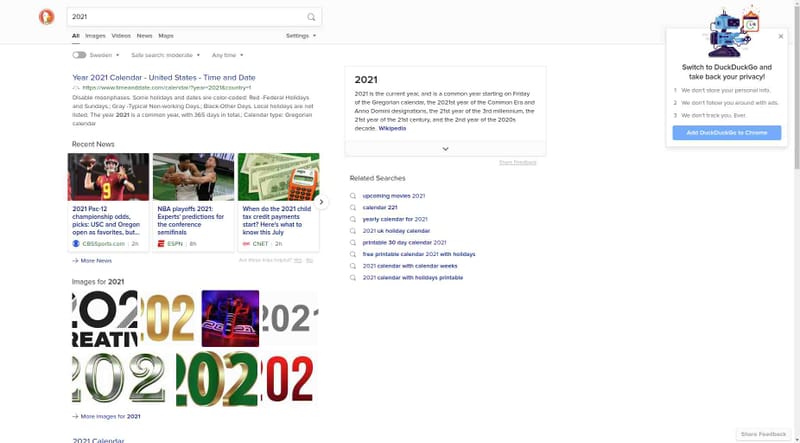 2021
All Images Videos News Maps Settings
Sweden Safe search: moderate Any time
Year 2021 Calendar - United States - Time and Date
https://www.timeanddate.com/calendar/?year=2021&country=1
Disable moonphases. Some holidays and dates are color-coded: Red -Federal Holidays
and Sundays.; Gray -Typical Non-working Days.; Black-Other Days. Local holidays are not
listed. The year 2021 is a common year, with 365 days in total.; Calendar type: Gregorian
calendar
Recent News
2021 Pac-12
championship odds,
picks: USC and Oregon
open as favorites, but...
CBSSports.com | 2h
NBA playoffs 2021:
Experts' predictions for
the conference
semifinals
ESPN | 8h
When do the 2021 child
tax credit payments
start? Here's what to
know this July
CNET | 2h
More News
Are these links helpful? Yes No
Images for 2021
202
CREATIV
202
2021
202
202
202
More Images for 2021
2021 Calendar
2021
2021 is the current year, and is a common year starting on Friday
of the Gregorian calendar, the 2021st year of the Common Era and
Anno Domini designations, the 21st year of the 3rd millennium, the
21st year of the 21st century, and the 2nd year of the 2020s
decade. Wikipedia
Share Feedback
Related Searches
upcoming movies 2021
calendar 221
yearly calendar for 2021
2021 uk holiday calendar
printable 30 day calendar 2021
free printable calendar 2021 with holidays
2021 calendar with calendar weeks
2021 calendar with holidays printable
Switch to DuckDuckGo and
take back your privacy!
1 We don't store your personal info.
2 We don't follow you around with ads.
3 We don't track you. Ever.
Add DuckDuckGo to Chrome
Share Feedback